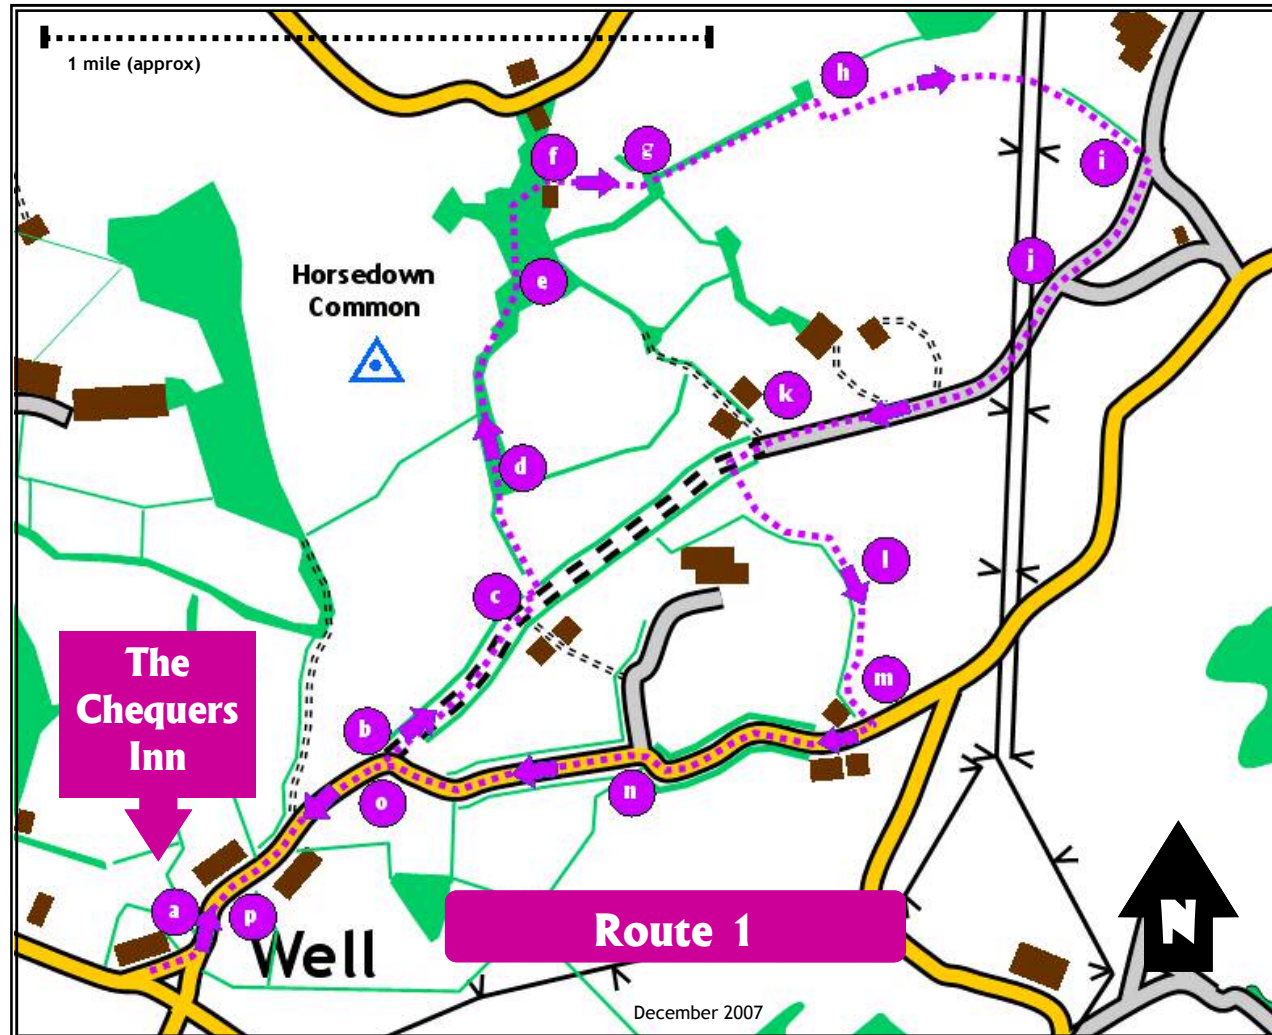 1 mile (approx)
h
f
g
i
j
Horsedown
Common
e
k
d
l
c
The
Chequers
Inn
m
b
n
o
a
p
Well
Route 1
N
December 2007